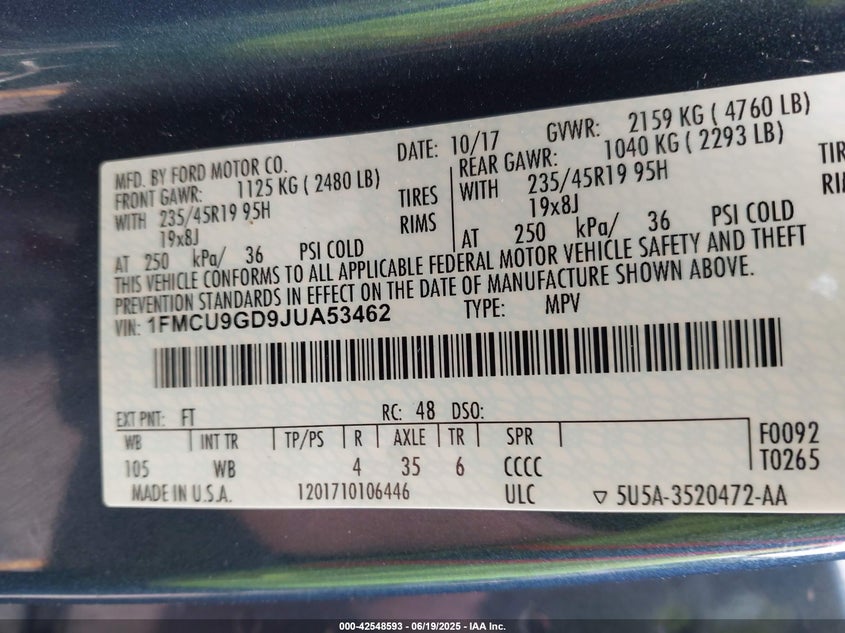 MFD. BY FORD MOTOR CO. DATE: 10/17 GVWR: 2159 KG ( 4760 LB)
FRONT GAWR: 1125 KG ( 2480 LB) REAR GAWR: 1040 KG ( 2293 LB)
WITH 235/45R19 95H TIRES WITH 235/45R19 95H TIRE
19x8J RIMS 19x8J RIM
AT 250 kPa/ 36 PSI COLD AT 250 kPa/ 36 PSI COLD
THIS VEHICLE CONFORMS TO ALL APPLICABLE FEDERAL MOTOR VEHICLE SAFETY AND THEFT
PREVENTION STANDARDS IN EFFECT ON THE DATE OF MANUFACTURE SHOWN ABOVE.
VIN: 1FMCU9GD9JUA53462 TYPE: MPV
EXT PNT: FT RC: 48 DSO:
WB INT TR TP/PS R AXLE TR SPR F0092
105 WB 4 35 6 CCCC T0265
MADE IN U.S.A. 1201710106446 ULC ▽ 5U5A-3520472-AA
000-42548593 / 06/19/2025 - IAA Inc.